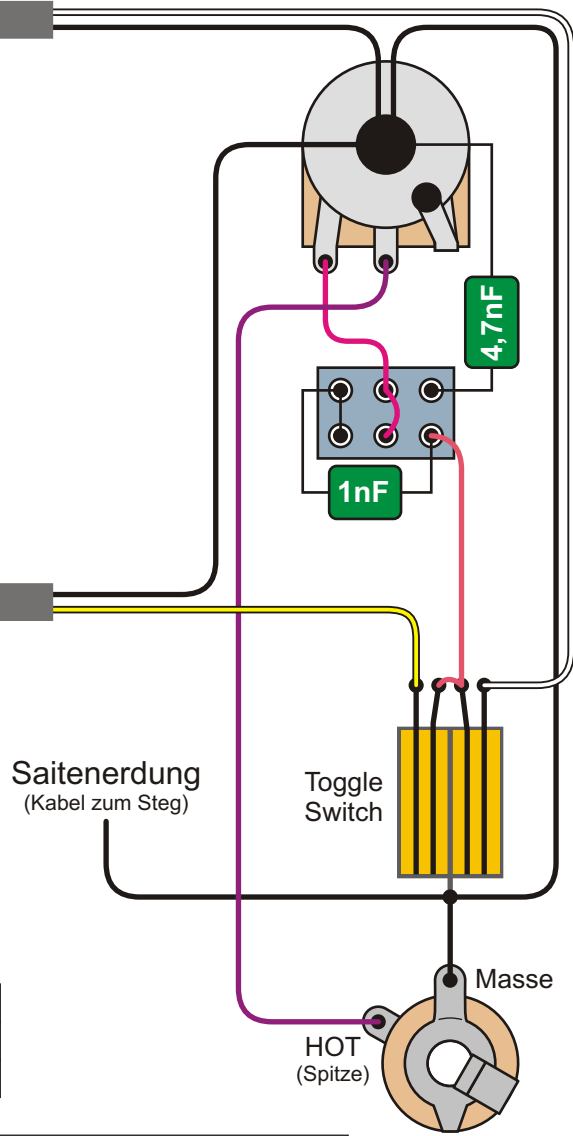 4,7nF
1nF
Saitenerdung
(Kabel zum Steg)
Toggle
Switch
Masse
HOT
(Spitze)